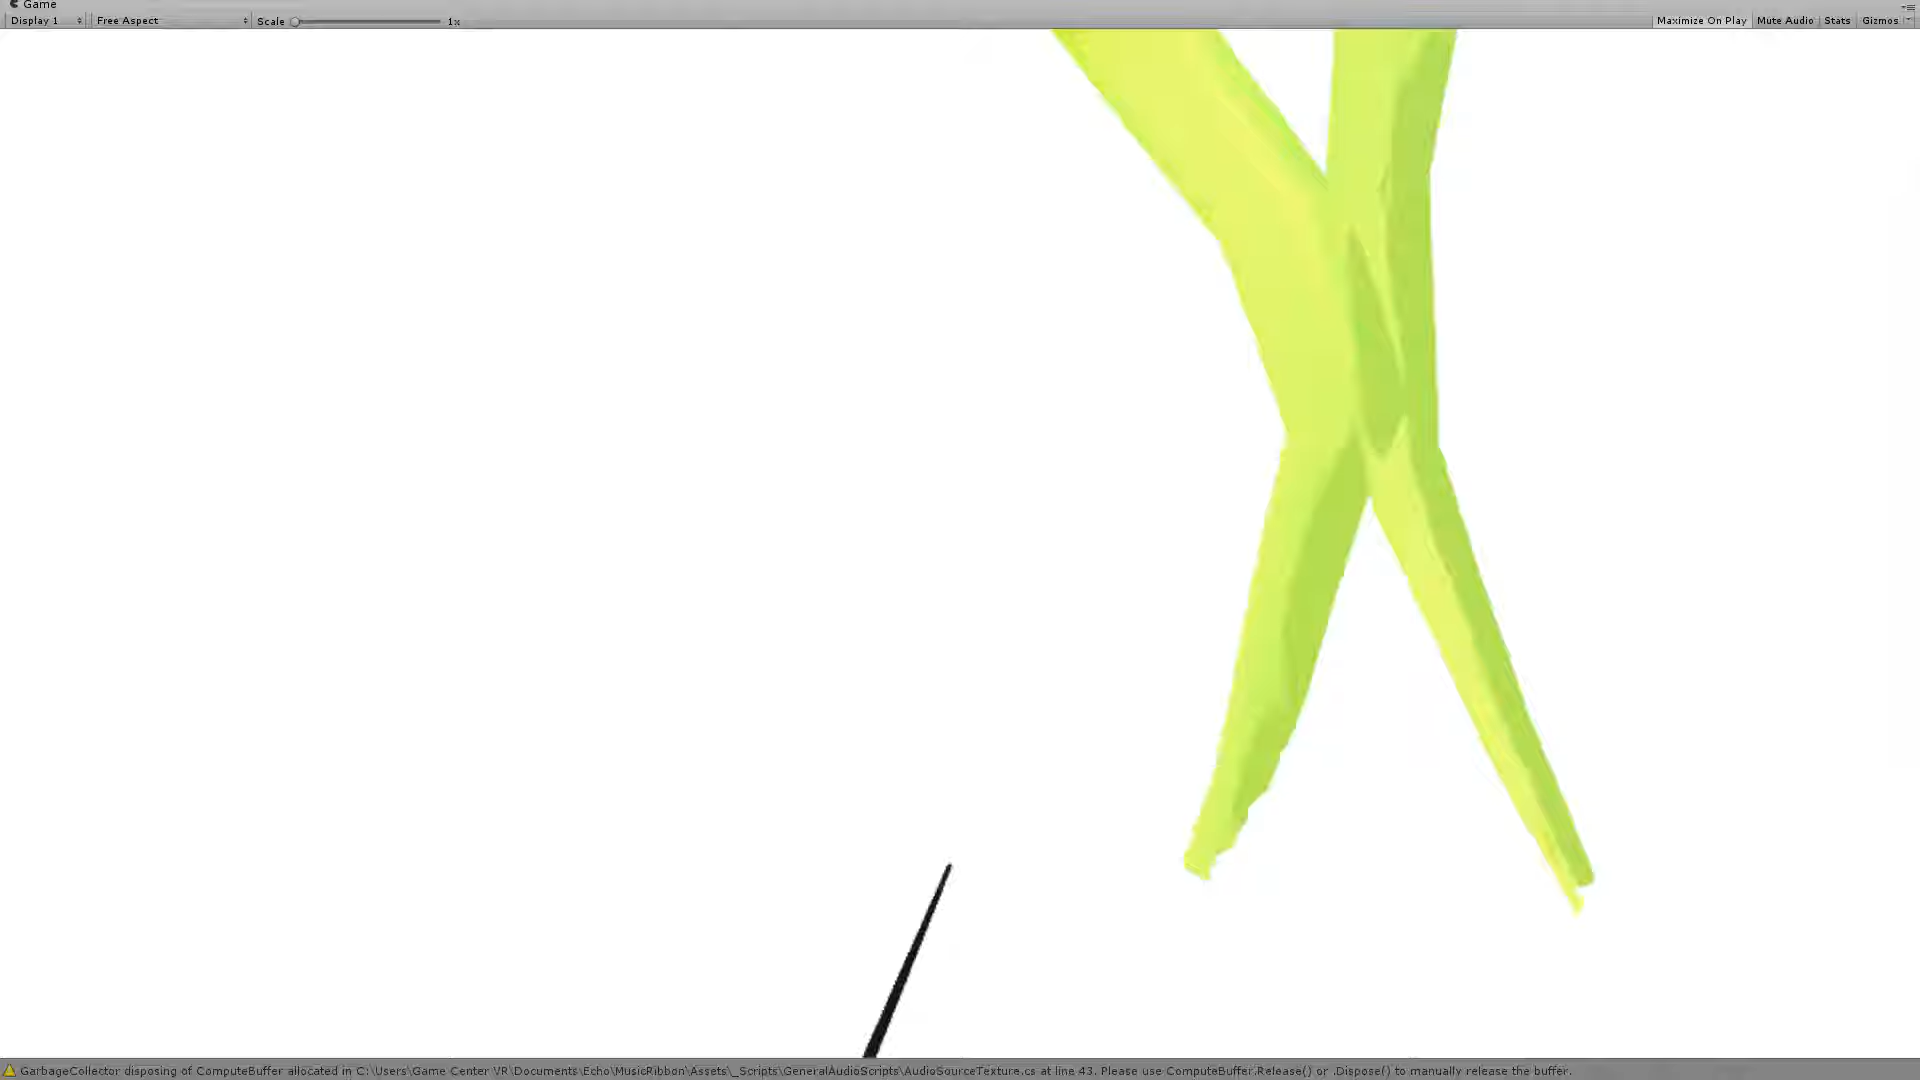 Game
Display 1 Free Aspect Scale 1x Maximize On Play Mute Audio Stats Gizmos
GarbageCollector disposing of ComputeBuffer allocated in C:\Users\Game Center VR\Documents\Echo\MusicRibbon\Assets\_Scripts\GeneralAudioScripts\AudioSourceTexture.cs at line 43. Please use ComputeBuffer.Release() or .Dispose() to manually release the buffer.